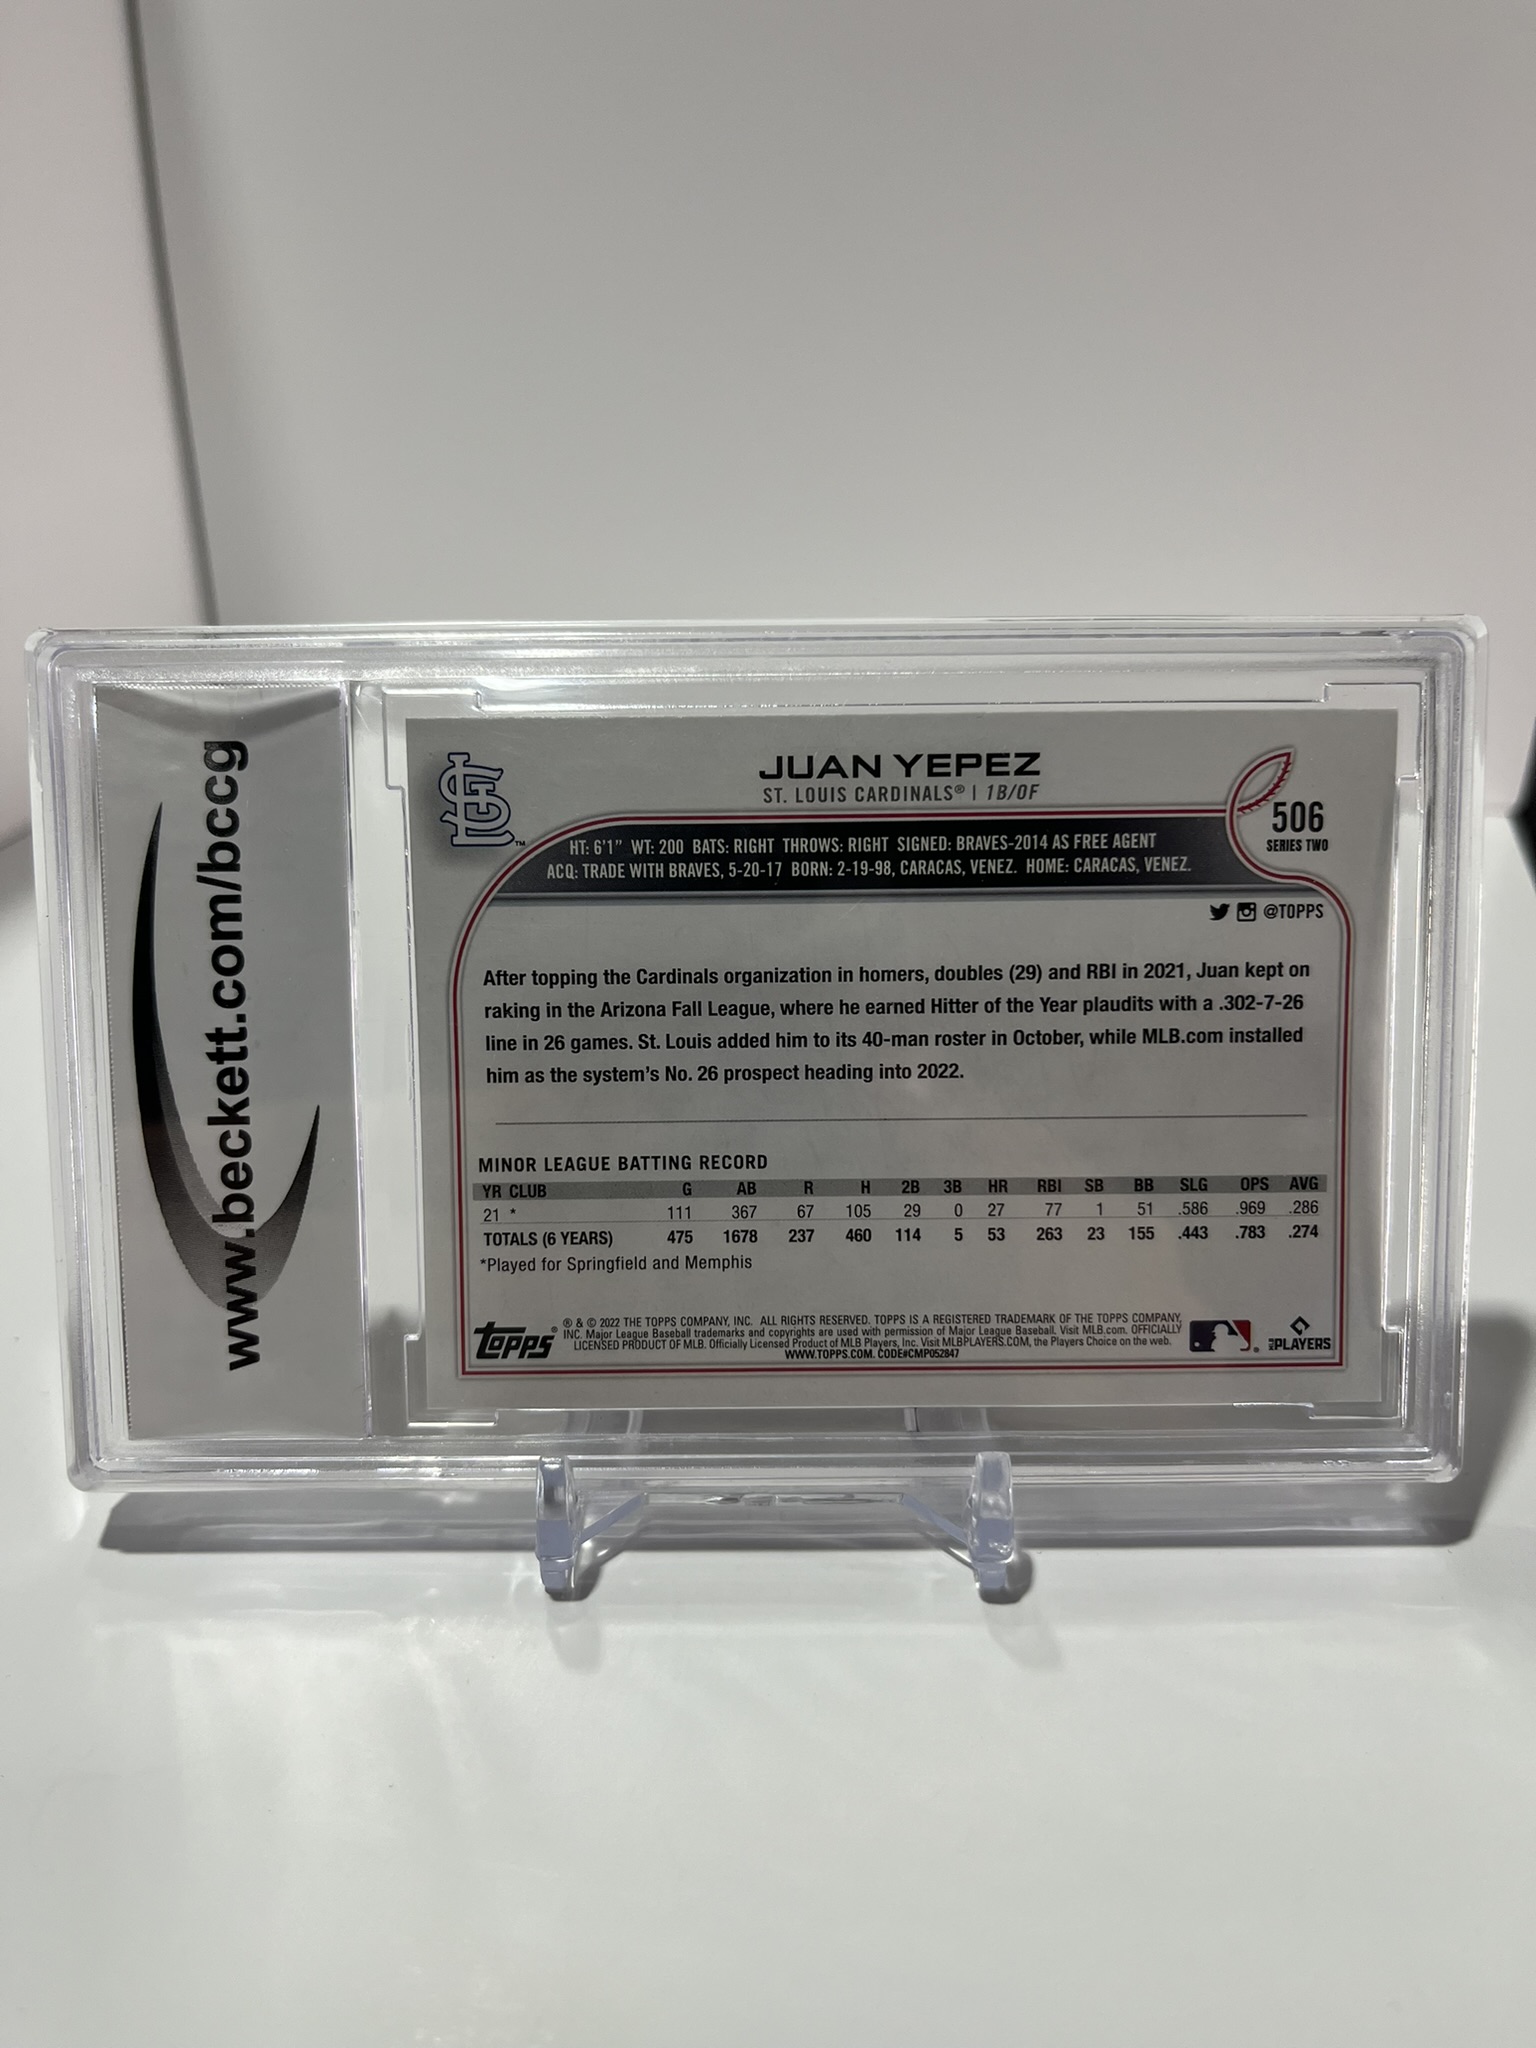 www.beckett.com/bccg
STL™
JUAN YEPEZ
ST. LOUIS CARDINALS® | 1B/OF
506
SERIES TWO
HT: 6'1" WT: 200 BATS: RIGHT THROWS: RIGHT SIGNED: BRAVES-2014 AS FREE AGENT
ACQ: TRADE WITH BRAVES, 5-20-17 BORN: 2-19-98, CARACAS, VENEZ. HOME: CARACAS, VENEZ.
@TOPPS
After topping the Cardinals organization in homers, doubles (29) and RBI in 2021, Juan kept on
raking in the Arizona Fall League, where he earned Hitter of the Year plaudits with a .302-7-26
line in 26 games. St. Louis added him to its 40-man roster in October, while MLB.com installed
him as the system's No. 26 prospect heading into 2022.
MINOR LEAGUE BATTING RECORD
YR CLUB G AB R H 2B 3B HR RBI SB BB SLG OPS AVG
21 * 111 367 67 105 29 0 27 77 1 51 .586 .969 .286
TOTALS (6 YEARS) 475 1678 237 460 114 5 53 263 23 155 .443 .783 .274
*Played for Springfield and Memphis
topps®
® & © 2022 THE TOPPS COMPANY, INC. ALL RIGHTS RESERVED. TOPPS IS A REGISTERED TRADEMARK OF THE TOPPS COMPANY,
INC. Major League Baseball trademarks and copyrights are used with permission of Major League Baseball. Visit MLB.com. OFFICIALLY
LICENSED PRODUCT OF MLB. Officially Licensed Product of MLB Players, Inc. Visit MLBPLAYERS.COM, the Players Choice on the web.
WWW.TOPPS.COM. CODE#CMP052847
MLB PLAYERS